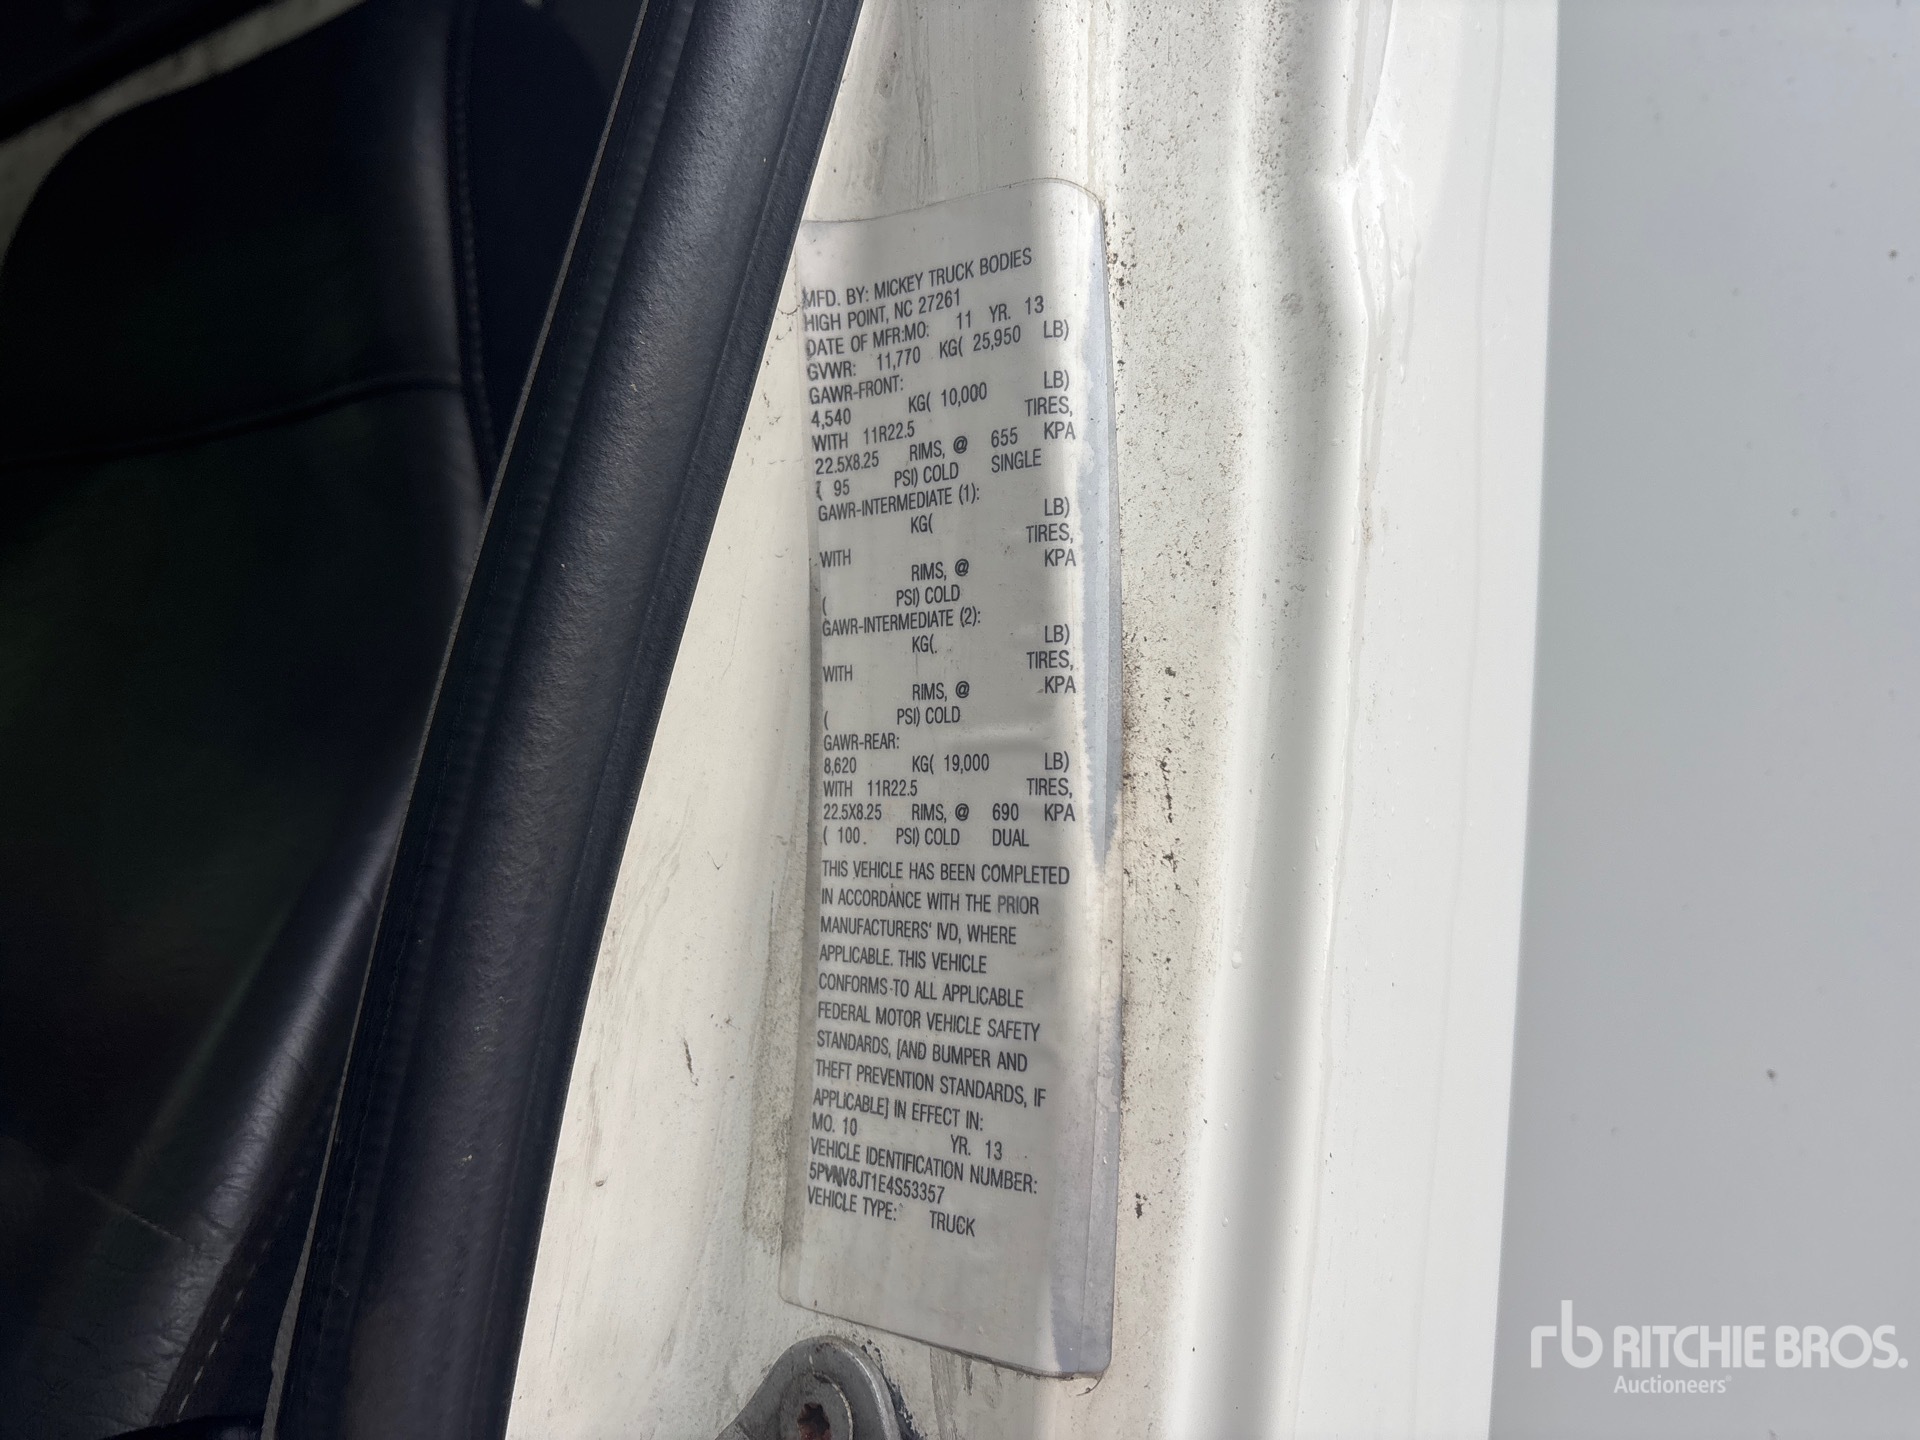 MFD. BY: MICKEY TRUCK BODIES
HIGH POINT, NC 27261
DATE OF MFR:MO: 11 YR. 13
GVWR: 11,770 KG( 25,950 LB)
GAWR-FRONT:
4,540 KG( 10,000 LB)
WITH 11R22.5 TIRES,
22.5X8.25 RIMS, @ 655 KPA
( 95 PSI) COLD SINGLE
GAWR-INTERMEDIATE (1):
KG( LB)
WITH TIRES,
RIMS, @ KPA
( PSI) COLD
GAWR-INTERMEDIATE (2):
KG( LB)
WITH TIRES,
RIMS, @ KPA
( PSI) COLD
GAWR-REAR:
8,620 KG( 19,000 LB)
WITH 11R22.5 TIRES,
22.5X8.25 RIMS, @ 690 KPA
( 100 PSI) COLD DUAL
THIS VEHICLE HAS BEEN COMPLETED
IN ACCORDANCE WITH THE PRIOR
MANUFACTURERS' IVD, WHERE
APPLICABLE. THIS VEHICLE
CONFORMS TO ALL APPLICABLE
FEDERAL MOTOR VEHICLE SAFETY
STANDARDS, [AND BUMPER AND
THEFT PREVENTION STANDARDS, IF
APPLICABLE] IN EFFECT IN:
MO. 10 YR. 13
VEHICLE IDENTIFICATION NUMBER:
5PVNV8JT1E4S53357
VEHICLE TYPE: TRUCK
rb RITCHIE BROS.
Auctioneers